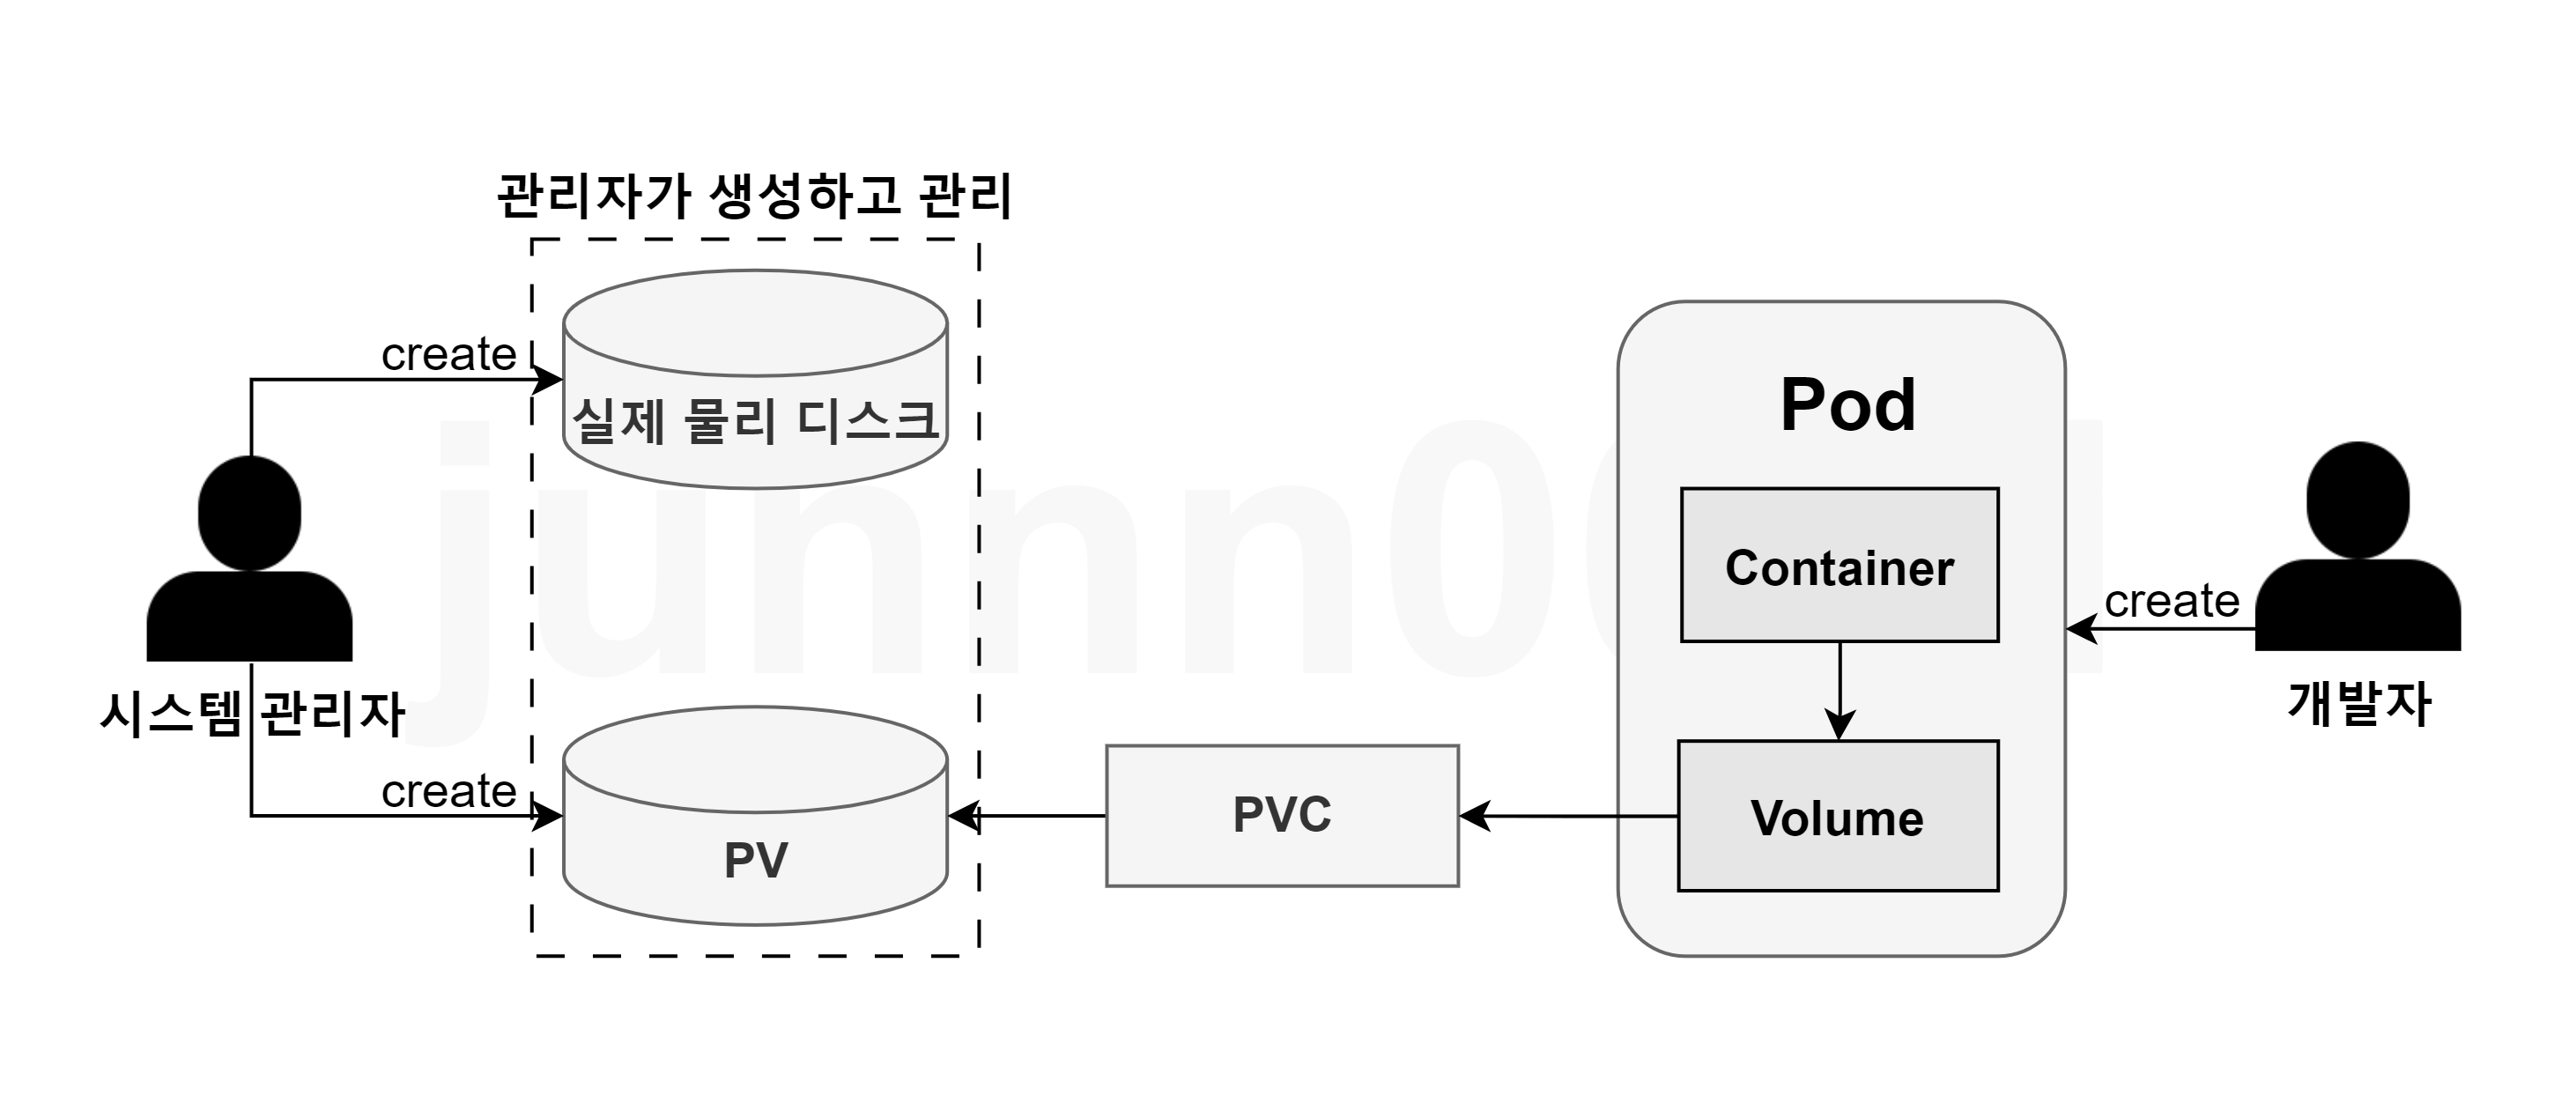 관리자가 생성하고 관리
create
실제 물리 디스크
시스템 관리자
create
PV
PVC
Pod
Container
Volume
create
개발자